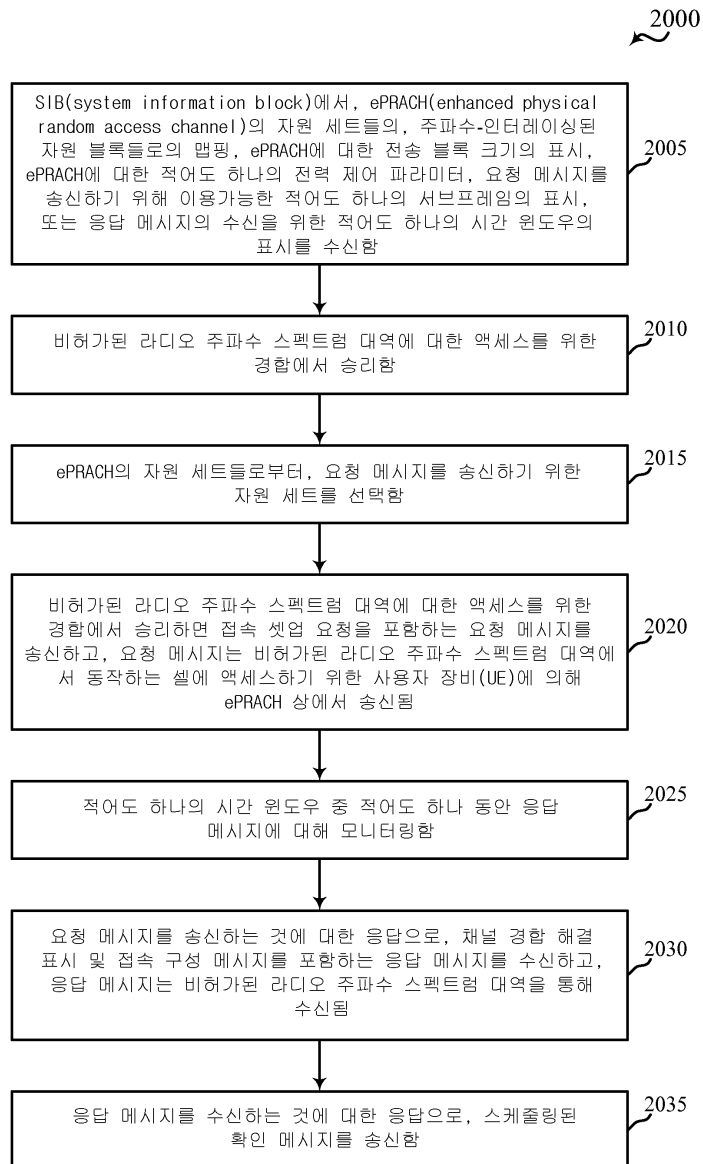 2000
SIB(system information block)에서, ePRACH(enhanced physical
random access channel)의 자원 세트들의, 주파수-인터레이싱된
자원 블록들로의 맵핑, ePRACH에 대한 전송 블록 크기의 표시,
ePRACH에 대한 적어도 하나의 전력 제어 파라미터, 요청 메시지를
송신하기 위해 이용가능한 적어도 하나의 서브프레임의 표시,
또는 응답 메시지의 수신을 위한 적어도 하나의 시간 윈도우의
표시를 수신함
2005
비허가된 라디오 주파수 스펙트럼 대역에 대한 액세스를 위한
경합에서 승리함
2010
ePRACH의 자원 세트들로부터, 요청 메시지를 송신하기 위한
자원 세트를 선택함
2015
비허가된 라디오 주파수 스펙트럼 대역에 대한 액세스를 위한
경합에서 승리하면 접속 셋업 요청을 포함하는 요청 메시지를
송신하고, 요청 메시지는 비허가된 라디오 주파수 스펙트럼 대역에
서 동작하는 셀에 액세스하기 위한 사용자 장비(UE)에 의해
ePRACH 상에서 송신됨
2020
적어도 하나의 시간 윈도우 중 적어도 하나 동안 응답
메시지에 대해 모니터링함
2025
요청 메시지를 송신하는 것에 대한 응답으로, 채널 경합 해결
표시 및 접속 구성 메시지를 포함하는 응답 메시지를 수신하고,
응답 메시지는 비허가된 라디오 주파수 스펙트럼 대역을 통해
수신됨
2030
응답 메시지를 수신하는 것에 대한 응답으로, 스케줄링된
확인 메시지를 송신함
2035